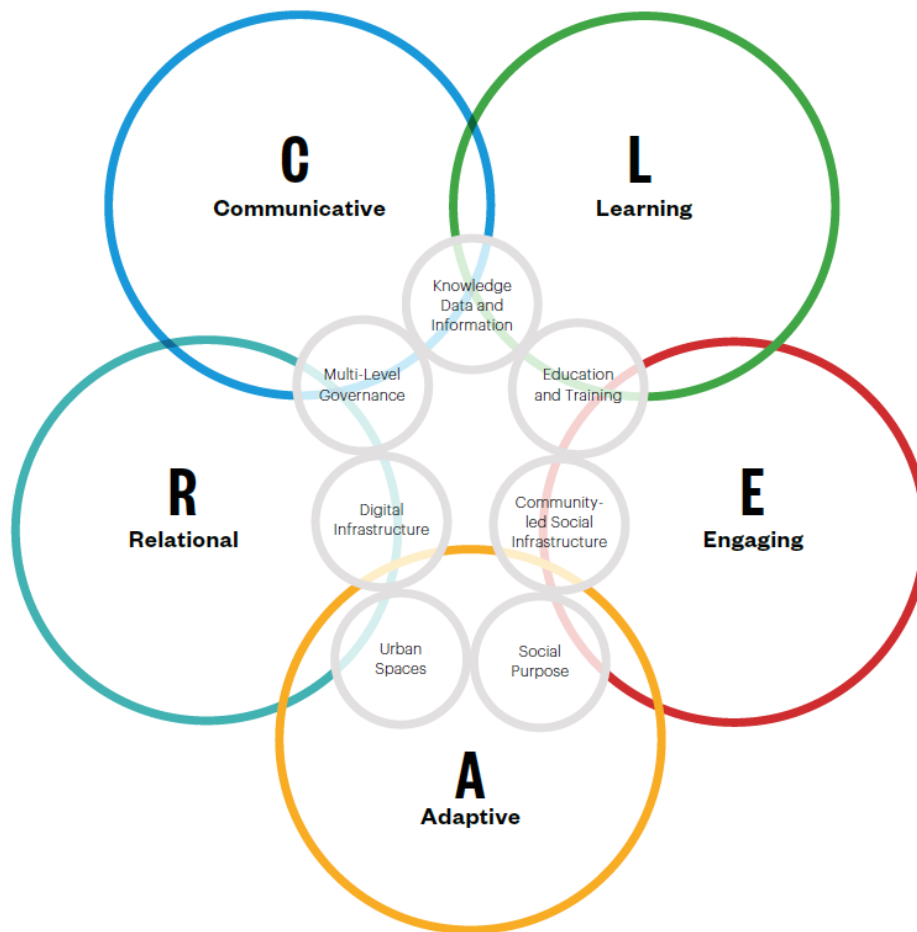 C
Communicative
L
Learning
Knowledge
Data and
Information
Multi-Level
Governance
Education
and Training
R
Relational
Digital
Infrastructure
Community-
led Social
Infrastructure
E
Engaging
Urban
Spaces
Social
Purpose
A
Adaptive